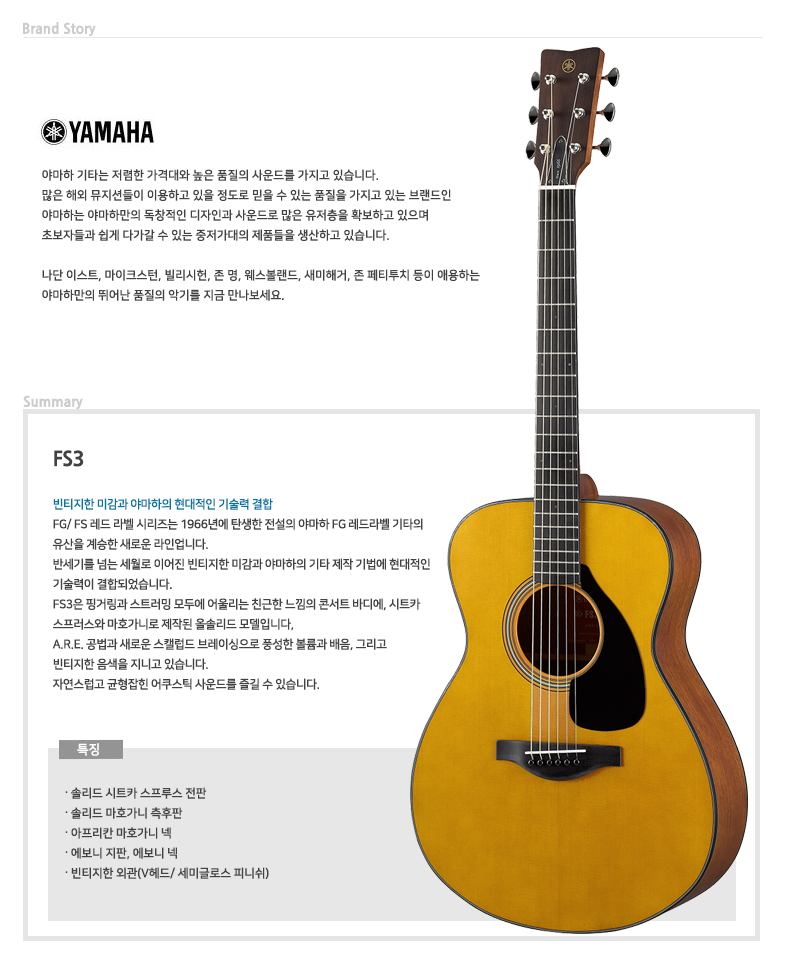 Brand Story
YAMAHA
야마하 기타는 저렴한 가격대와 높은 품질의 사운드를 가지고 있습니다.
많은 해외 뮤지션들이 이용하고 있을 정도로 믿을 수 있는 품질을 가지고 있는 브랜드인
야마하는 야마하만의 독창적인 디자인과 사운드로 많은 유저층을 확보하고 있으며
초보자들과 쉽게 다가갈 수 있는 중저가대의 제품들을 생산하고 있습니다.
나단 이스트, 마이크스턴, 빌리시헌, 존 명, 웨스볼랜드, 새미해거, 존 페티투치 등이 애용하는
야마하만의 뛰어난 품질의 악기를 지금 만나보세요.
Summary
FS3
빈티지한 미감과 야마하의 현대적인 기술력 결합
FG/ FS 레드 라벨 시리즈는 1966년에 탄생한 전설의 야마하 FG 레드라벨 기타의
유산을 계승한 새로운 라인업니다.
반세기를 넘는 세월로 이어진 빈티지한 미감과 야마하의 기타 제작 기법에 현대적인
기술력이 결합되었습니다.
FS3은 핑거링과 스트러밍 모두에 어울리는 친근한 느낌의 콘서트 바디에, 시트카
스프러스와 마호가니로 제작된 올솔리드 모델입니다,
A.R.E. 공법과 새로운 스캘럽드 브레이싱으로 풍성한 볼륨과 배음, 그리고
빈티지한 음색을 지니고 있습니다.
자연스럽고 균형잡힌 어쿠스틱 사운드를 즐길 수 있습니다.
특징
· 솔리드 시트카 스프루스 전판
· 솔리드 마호가니 측후판
· 아프리칸 마호가니 넥
· 에보니 지판, 에보니 넥
· 빈티지한 외관(V헤드/ 세미글로스 피니쉬)